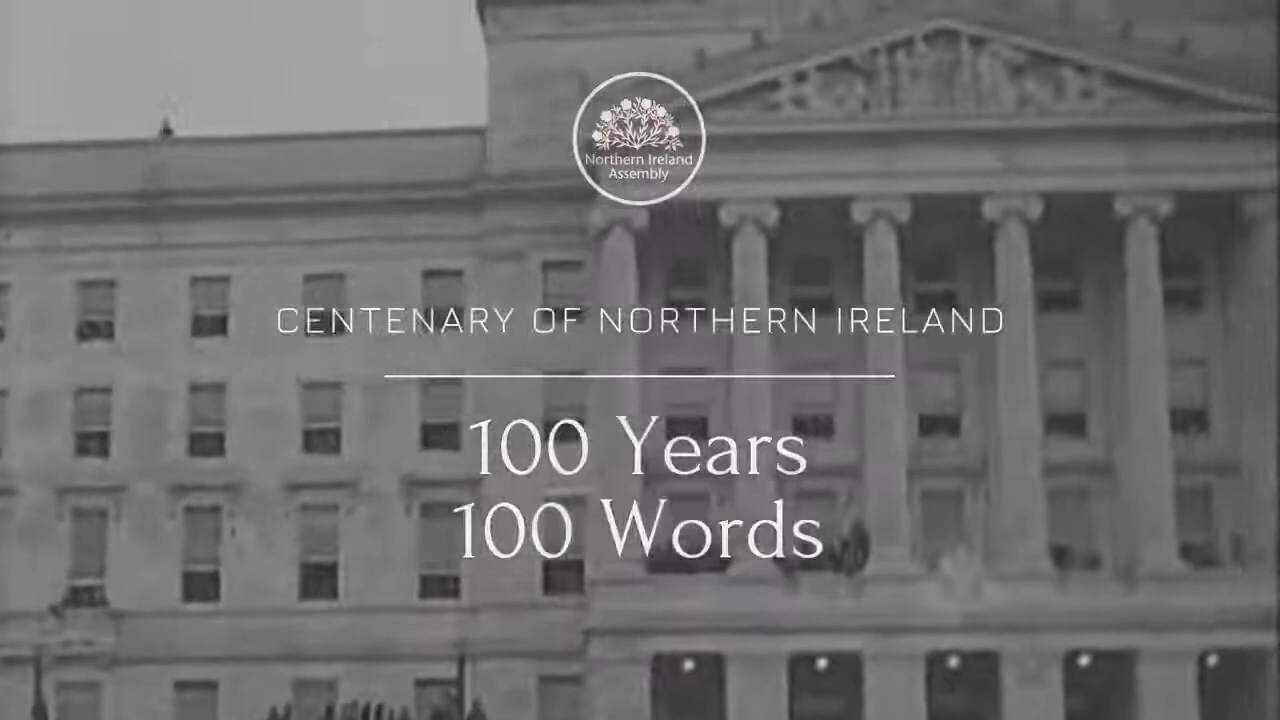 Northern Ireland
Assembly
CENTENARY OF NORTHERN IRELAND
100 Years
100 Words